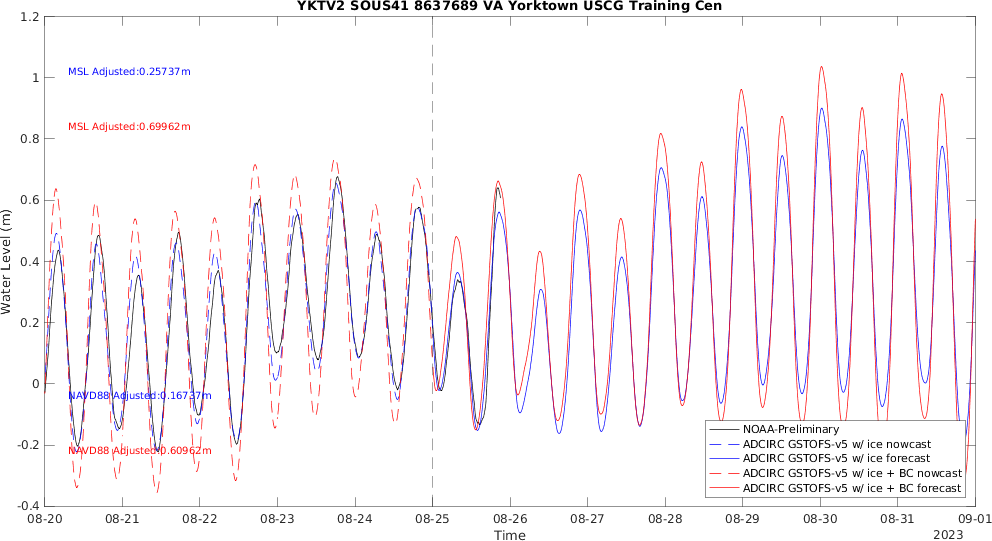 YKTV2 SOUS41 8637689 VA Yorktown USCG Training Cen
1.2
1
0.8
0.6
0.4
0.2
0
-0.2
-0.4
Water Level (m)
MSL Adjusted:0.25737m
MSL Adjusted:0.69962m
NAVD88 Adjusted:0.16737m
NAVD88 Adjusted:0.60962m
NOAA-Preliminary
ADCIRC GSTOFS-v5 w/ ice nowcast
ADCIRC GSTOFS-v5 w/ ice forecast
ADCIRC GSTOFS-v5 w/ ice + BC nowcast
ADCIRC GSTOFS-v5 w/ ice + BC forecast
08-20 08-21 08-22 08-23 08-24 08-25 08-26 08-27 08-28 08-29 08-30 08-31 09-01
Time
2023